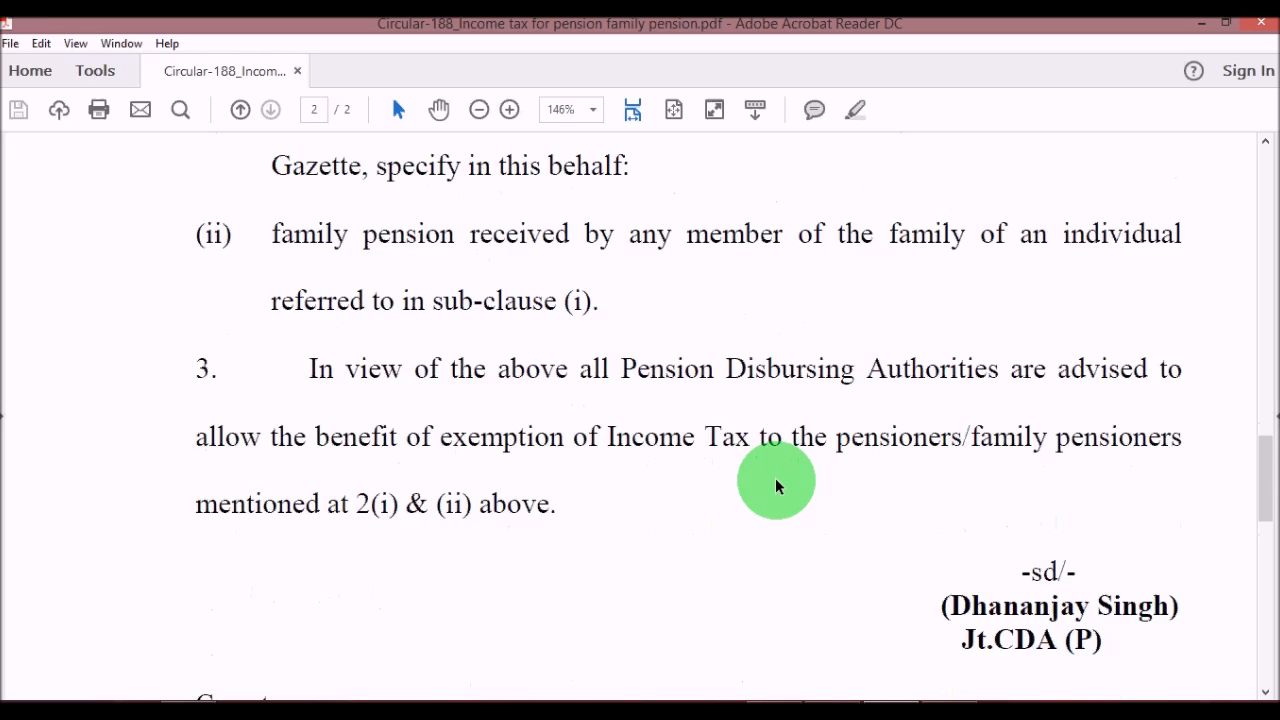 Circular-188_Income tax for pension family pension.pdf - Adobe Acrobat Reader DC
File Edit View Window Help
Home Tools Circular-188_Incom... × Sign In
2 / 2 146%
Gazette, specify in this behalf:
(ii) family pension received by any member of the family of an individual
referred to in sub-clause (i).
3. In view of the above all Pension Disbursing Authorities are advised to
allow the benefit of exemption of Income Tax to the pensioners/family pensioners
mentioned at 2(i) & (ii) above.
-sd/-
(Dhananjay Singh)
Jt.CDA (P)